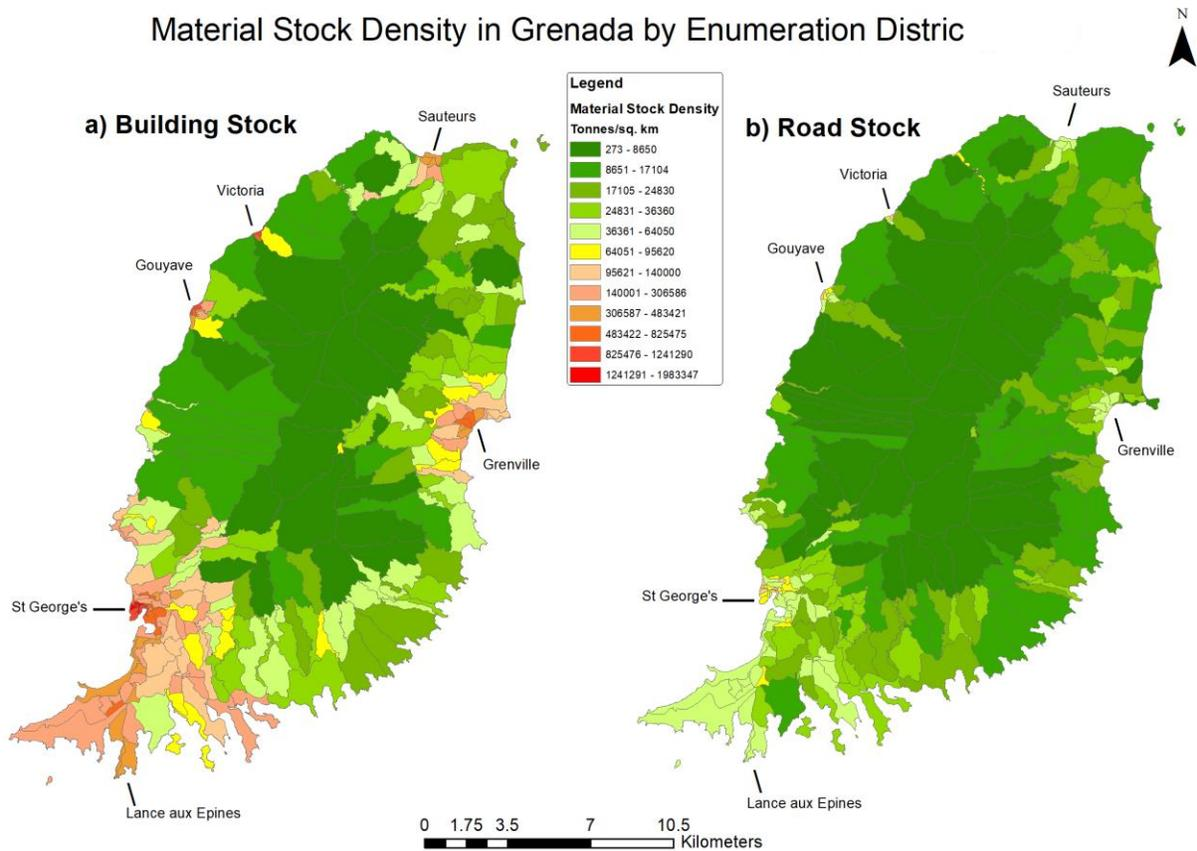 Material Stock Density in Grenada by Enumeration Distric
N
Legend
Material Stock Density
Tonnes/sq. km
273 - 8650
8651 - 17104
17105 - 24830
24831 - 36360
36361 - 64050
64051 - 95620
95621 - 140000
140001 - 306586
306587 - 483421
483422 - 825475
825476 - 1241290
1241291 - 1983347
a) Building Stock
Sauteurs
Victoria
Gouyave
Grenville
St George's
Lance aux Epines
b) Road Stock
Sauteurs
Victoria
Gouyave
Grenville
St George's
Lance aux Epines
0 1.75 3.5 7 10.5
Kilometers